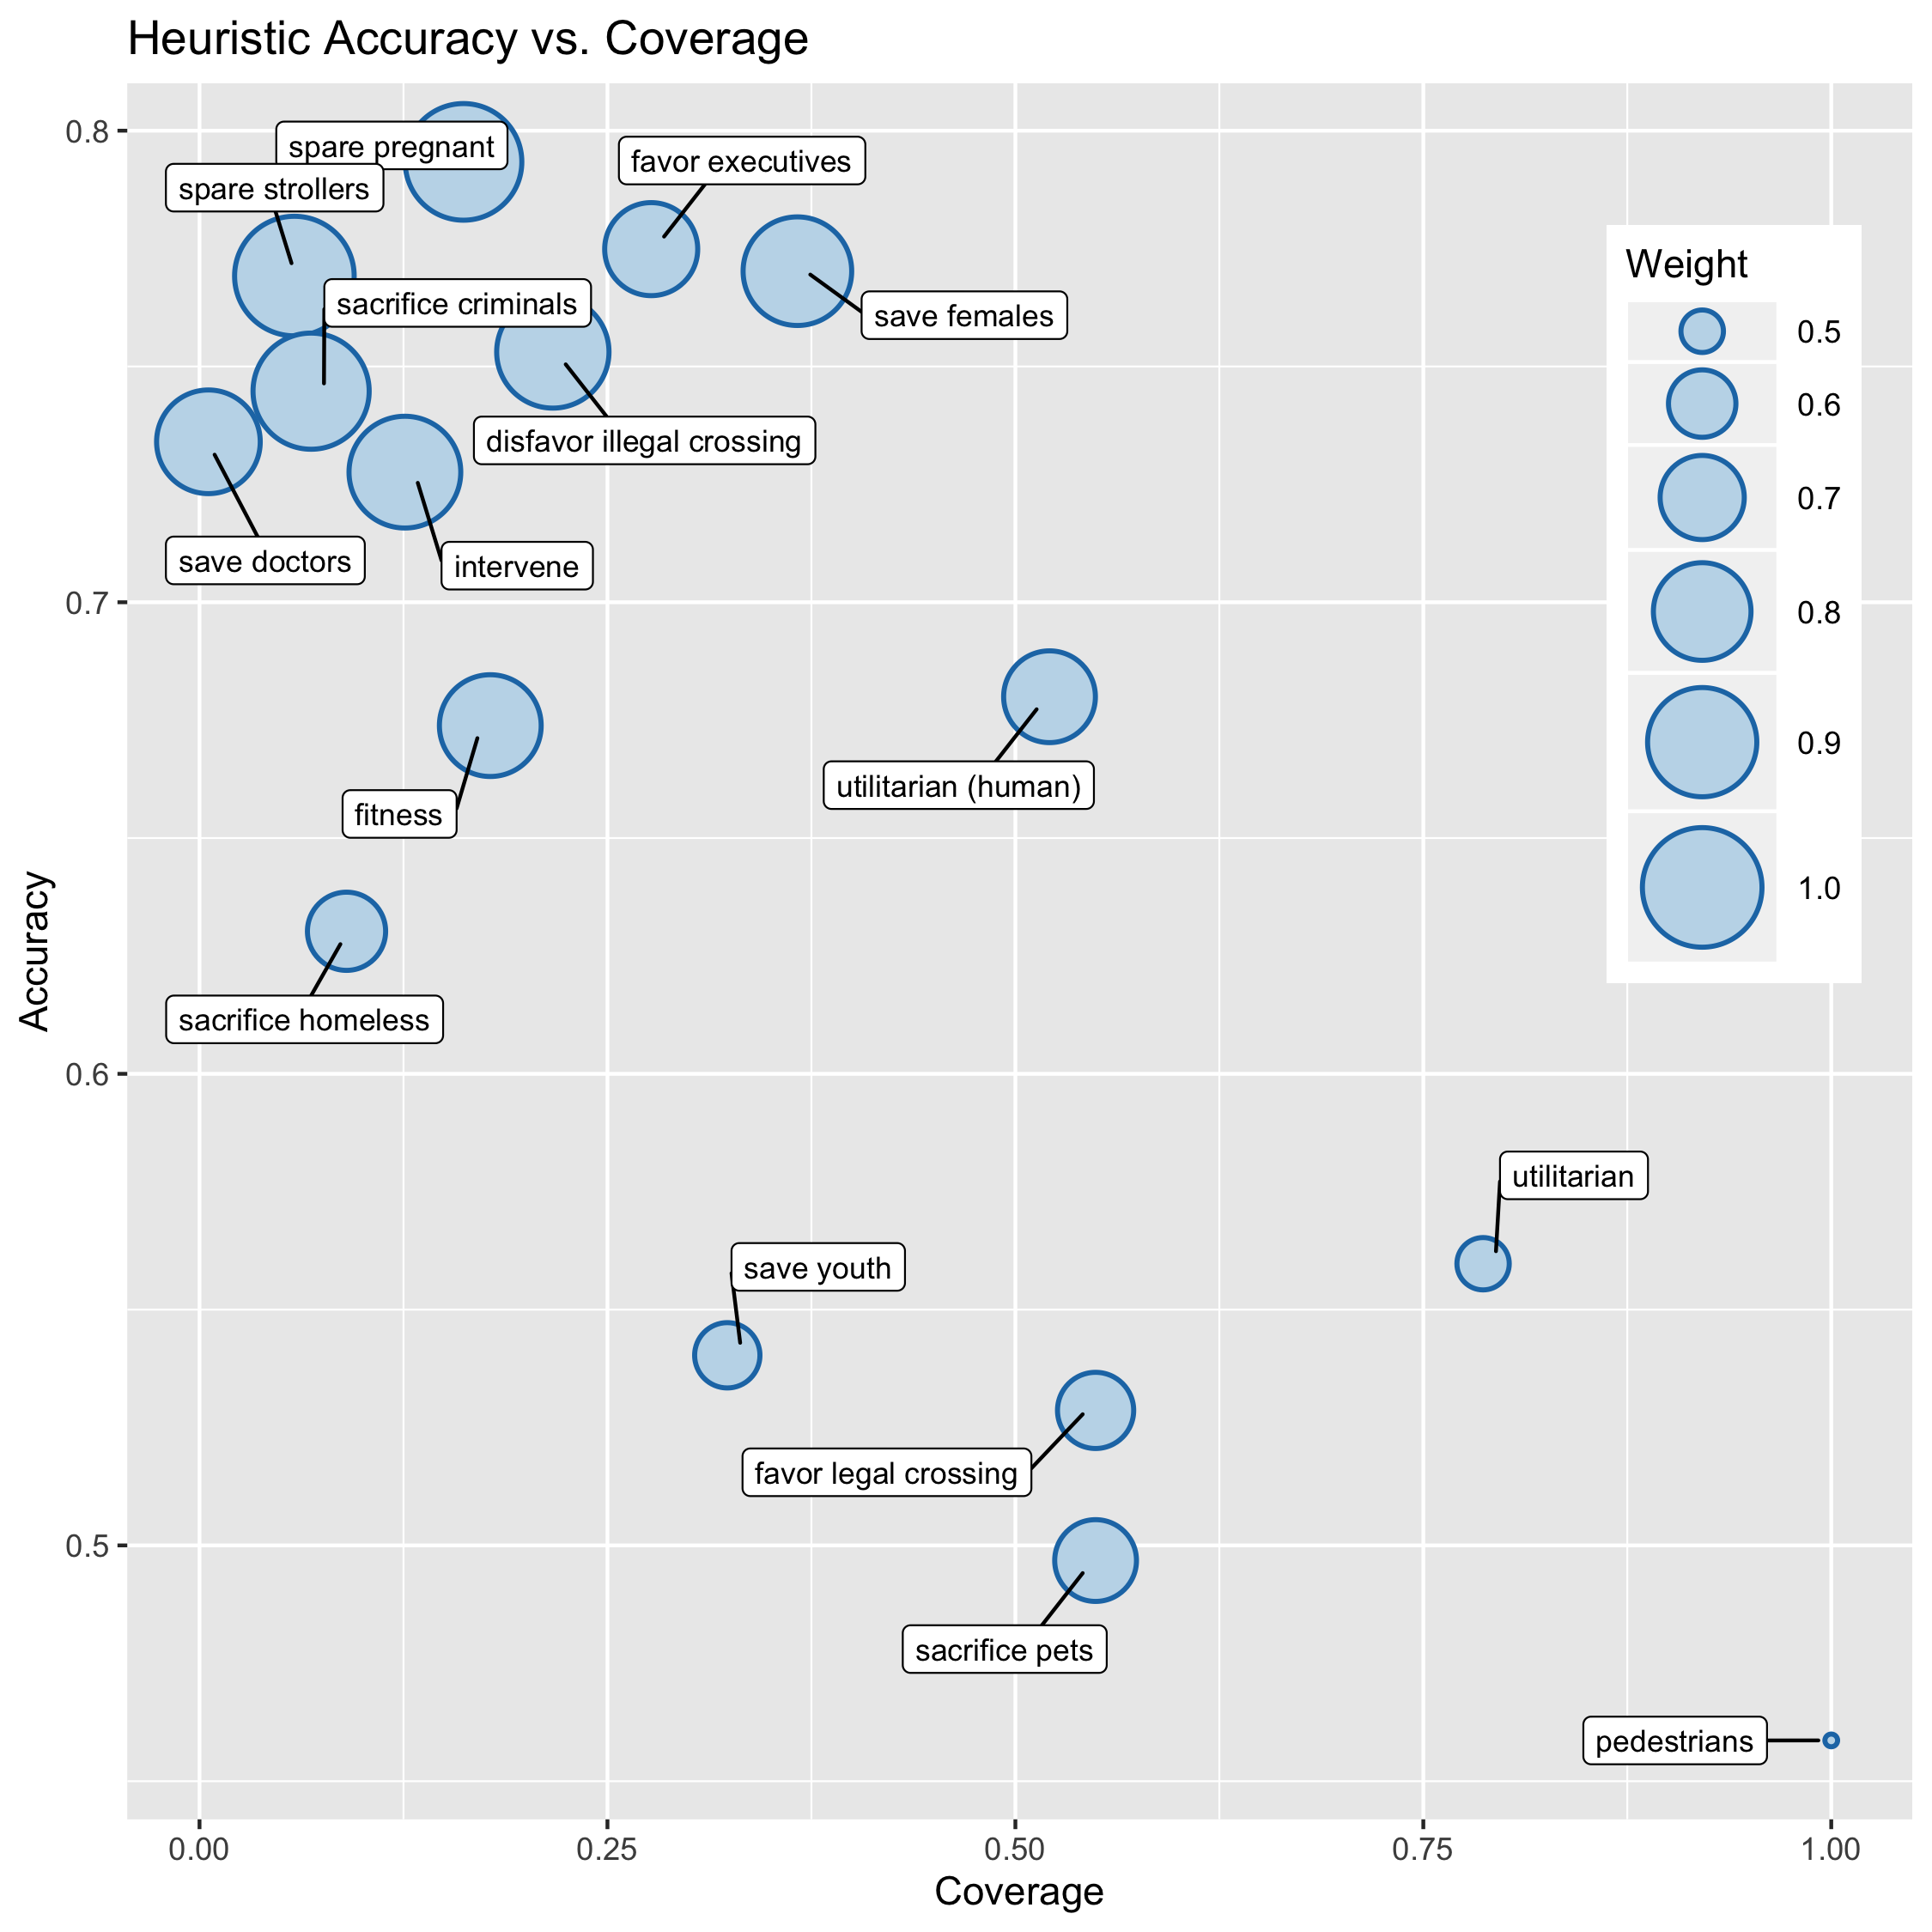 Heuristic Accuracy vs. Coverage
0.8
spare pregnant
favor executives
spare strollers
Weight
sacrifice criminals
save females
0.5
0.6
disfavor illegal crossing
0.7
save doctors
intervene
0.7
0.8
0.9
utilitarian (human)
fitness
1.0
Accuracy
sacrifice homeless
0.6
utilitarian
save youth
favor legal crossing
0.5
sacrifice pets
pedestrians
0.00
0.25
0.50
0.75
1.00
Coverage